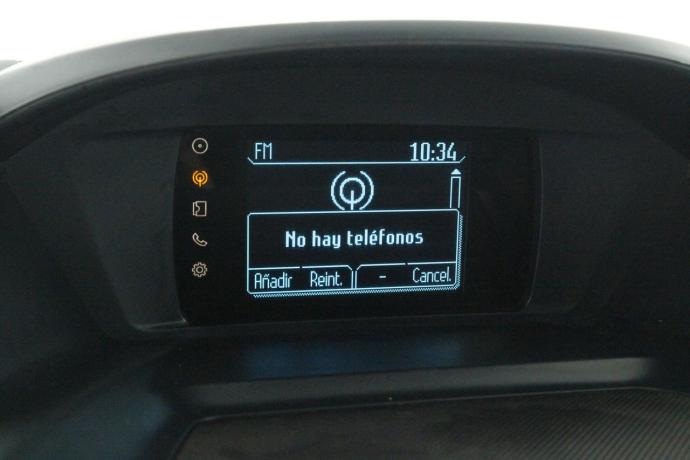 FM 10:34
No hay teléfonos
Añadir Reint. - Cancel.